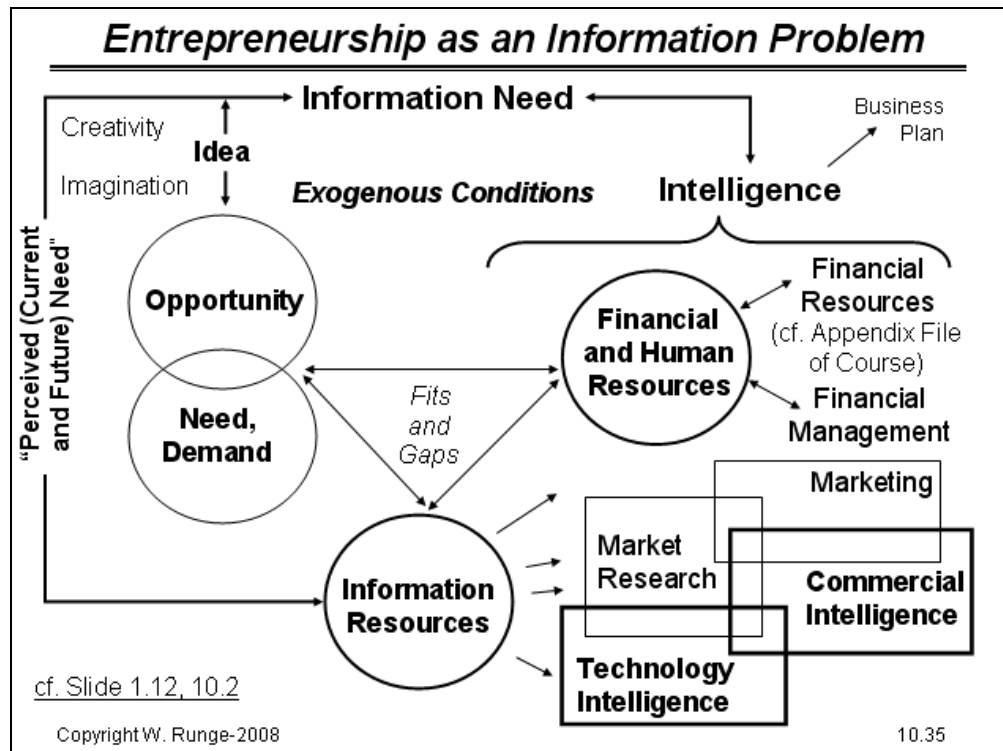 Entrepreneurship as an Information Problem
Information Need
Creativity
Idea
Imagination
Business
Plan
Exogenous Conditions
Intelligence
"Perceived (Current
and Future) Need"
Opportunity
Need,
Demand
Fits
and
Gaps
Financial
and Human
Resources
Financial
Resources
(cf. Appendix File
of Course)
Financial
Management
Information
Resources
Marketing
Market
Research
Commercial
Intelligence
Technology
Intelligence
cf. Slide 1.12, 10.2
Copyright W. Runge-2008
10.35